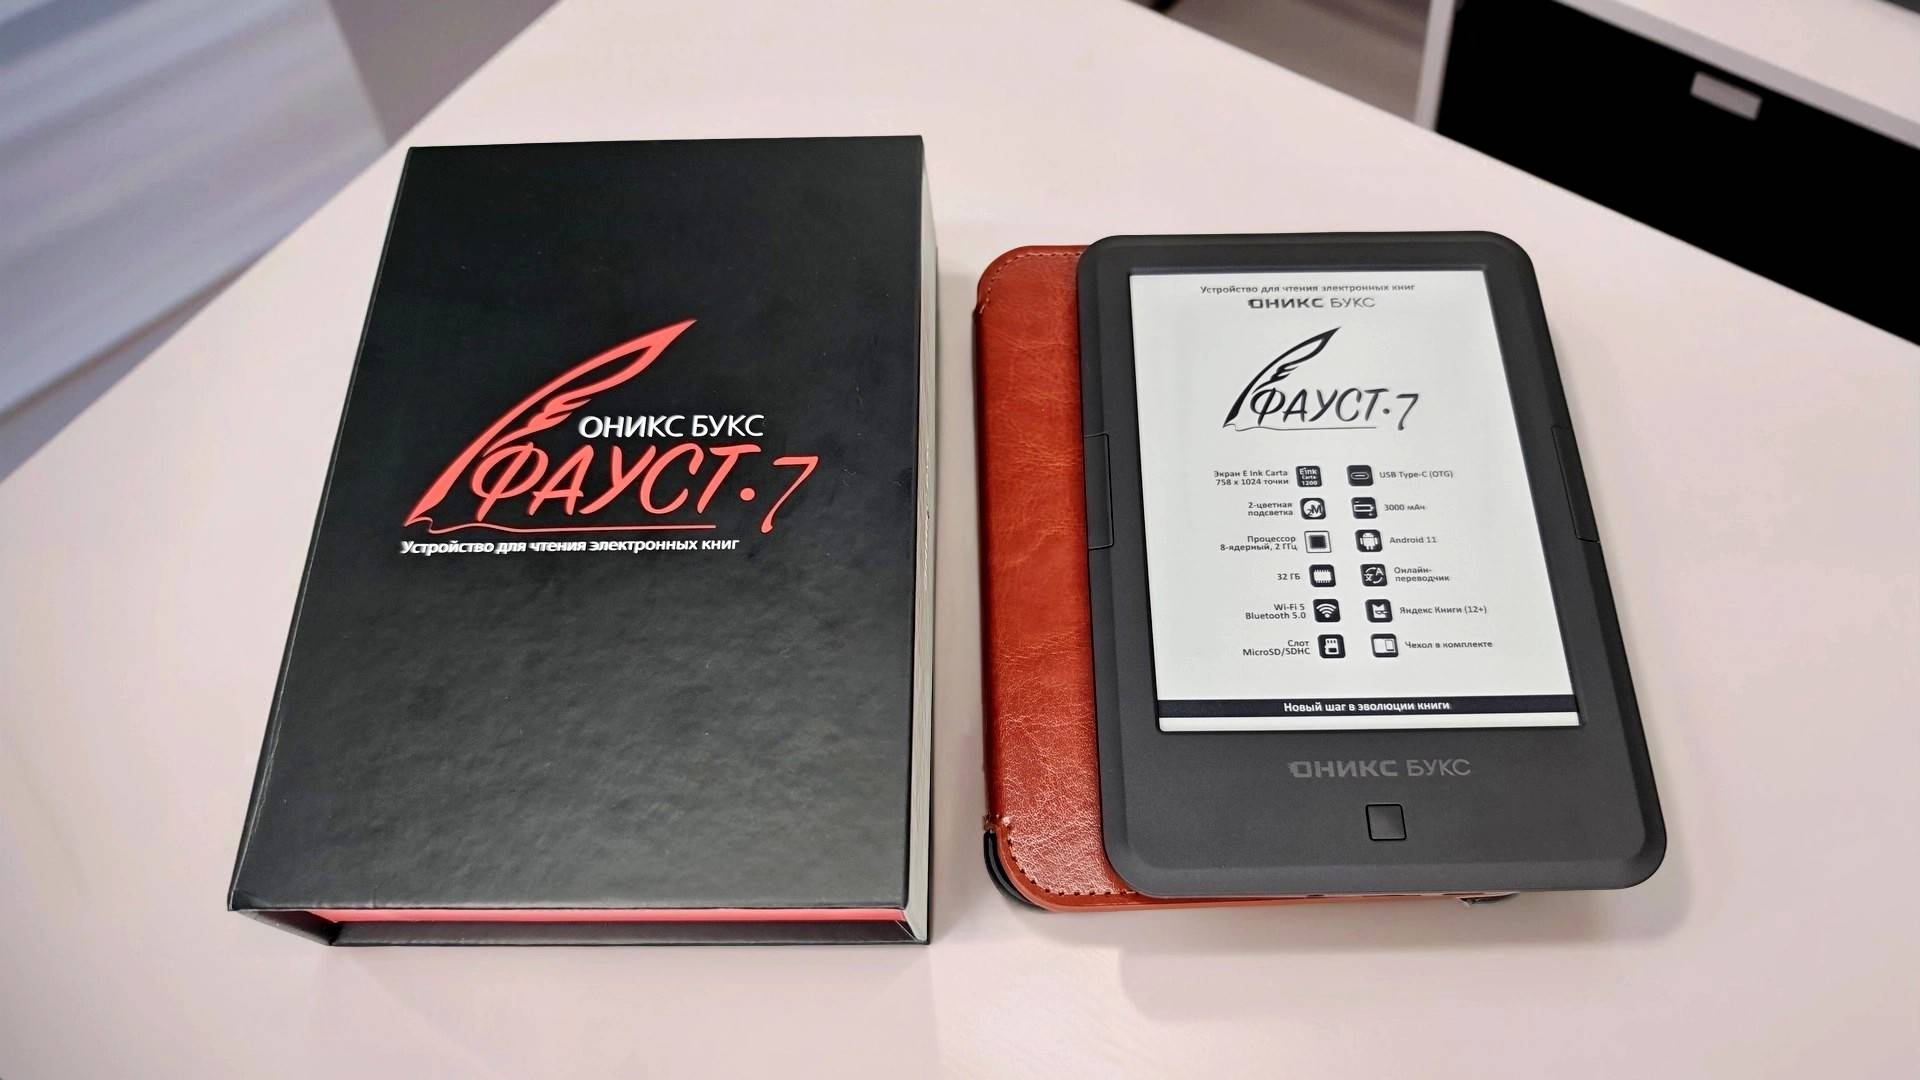 ОНИКС БУКС
ФАУСТ·7
Устройство для чтения электронных книг
Устройство для чтения электронных книг
ОНИКС БУКС
ФАУСТ·7
Экран E Ink Carta
758 x 1024 точки
E ink
Carta
1200
USB Type-C (OTG)
2-цветная
подсветка
3000 мАч
Процессор
8-ядерный, 2 ГГц
Android 11
32 ГБ
Онлайн-
переводчик
Wi-Fi 5
Bluetooth 5.0
Яндекс Книги (12+)
Слот
MicroSD/SDHC
Чехол в комплекте
Новый шаг в эволюции книги
ОНИКС БУКС